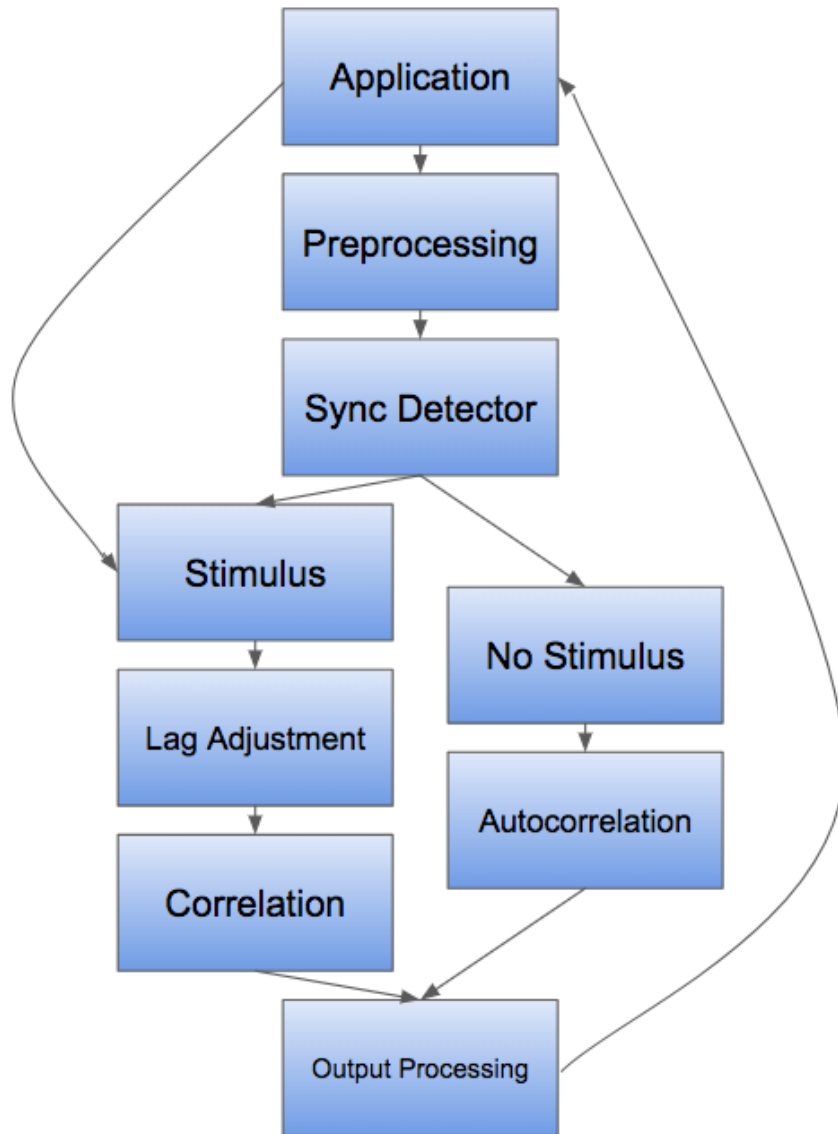 Application
Preprocessing
Sync Detector
Stimulus
No Stimulus
Lag Adjustment
Autocorrelation
Correlation
Output Processing